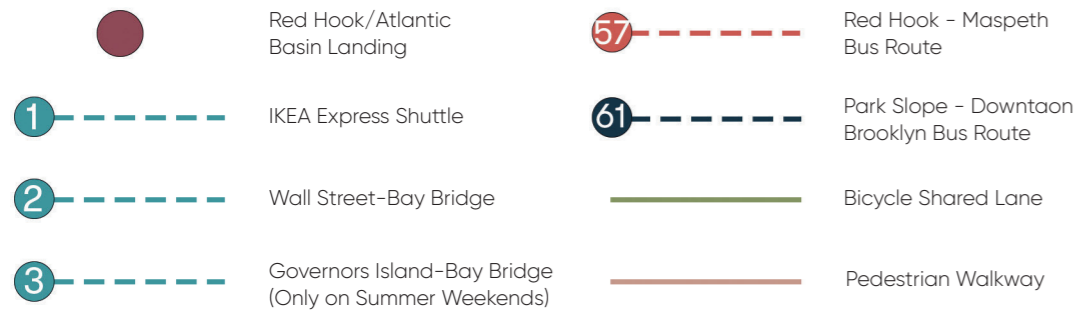 Red Hook/Atlantic
Basin Landing
1
IKEA Express Shuttle
2
Wall Street-Bay Bridge
3
Governors Island-Bay Bridge
(Only on Summer Weekends)
57
Red Hook - Maspeth
Bus Route
61
Park Slope - Downtaon
Brooklyn Bus Route
Bicycle Shared Lane
Pedestrian Walkway